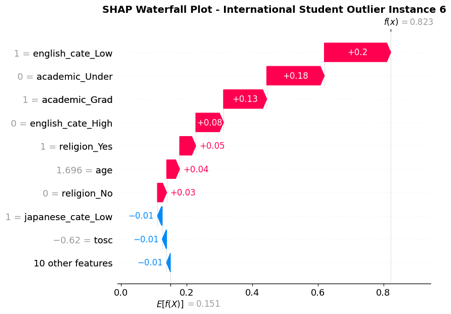 SHAP Waterfall Plot - International Student Outlier Instance 6
f(x) = 0.823
1 = english_cate_Low
+0.2
0 = academic_Under
+0.18
1 = academic_Grad
+0.13
0 = english_cate_High
+0.08
1 = religion_Yes
+0.05
1.696 = age
+0.04
0 = religion_No
+0.03
1 = japanese_cate_Low
−0.01
−0.62 = tosc
−0.01
10 other features
−0.01
0.0 0.2 0.4 0.6 0.8
E[f(X)] = 0.151